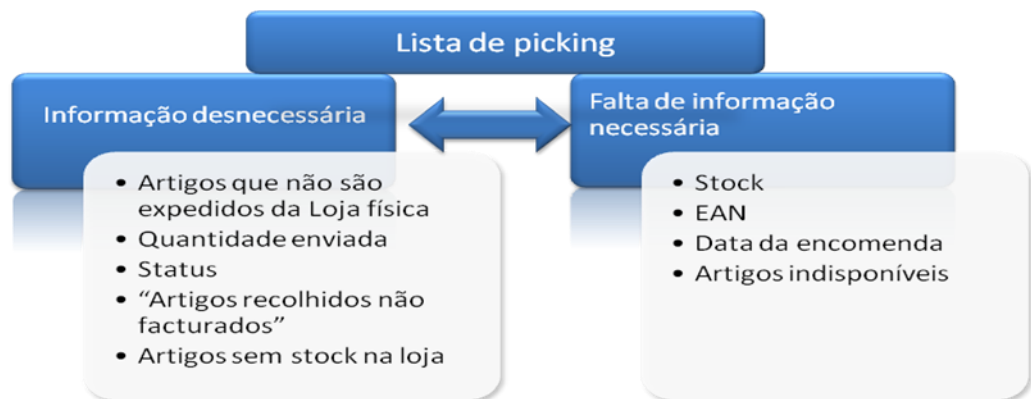 Lista de picking
Informação desnecessária
• Artigos que não são
expedidos da Loja física
• Quantidade enviada
• Status
• “Artigos recolhidos não
facturados”
• Artigos sem stock na loja
Falta de informação
necessária
• Stock
• EAN
• Data da encomenda
• Artigos indisponíveis